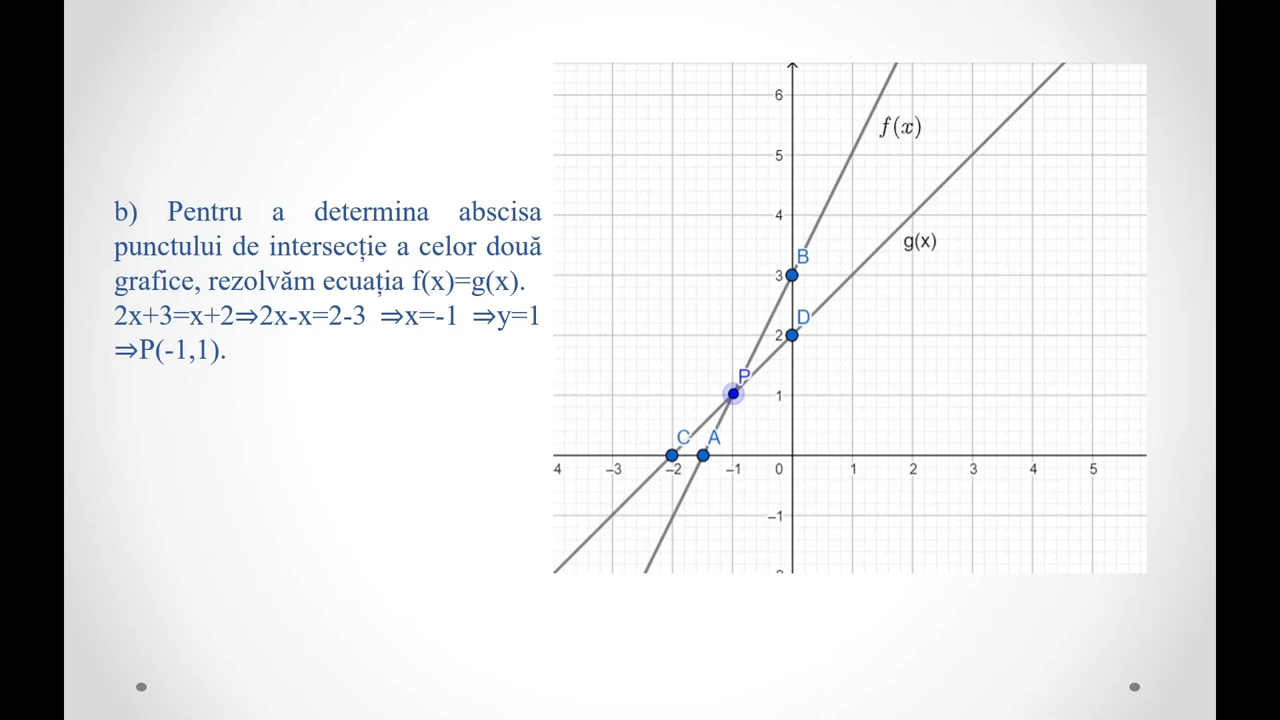 b) Pentru a determina abscisa
punctului de intersecție a celor două
grafice, rezolvăm ecuația f(x)=g(x).
2x+3=x+2⇒2x-x=2-3 ⇒x=-1 ⇒y=1
⇒P(-1,1).
6
f(x)
5
4
g(x)
B
3
D
2
P
1
C A
4 –3 –2 –1 0 1 2 3 4 5
–1